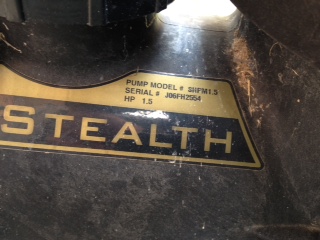 PUMP MODEL # SHFM1.5
SERIAL # J06FH2554
HP 1.5
STEALTH